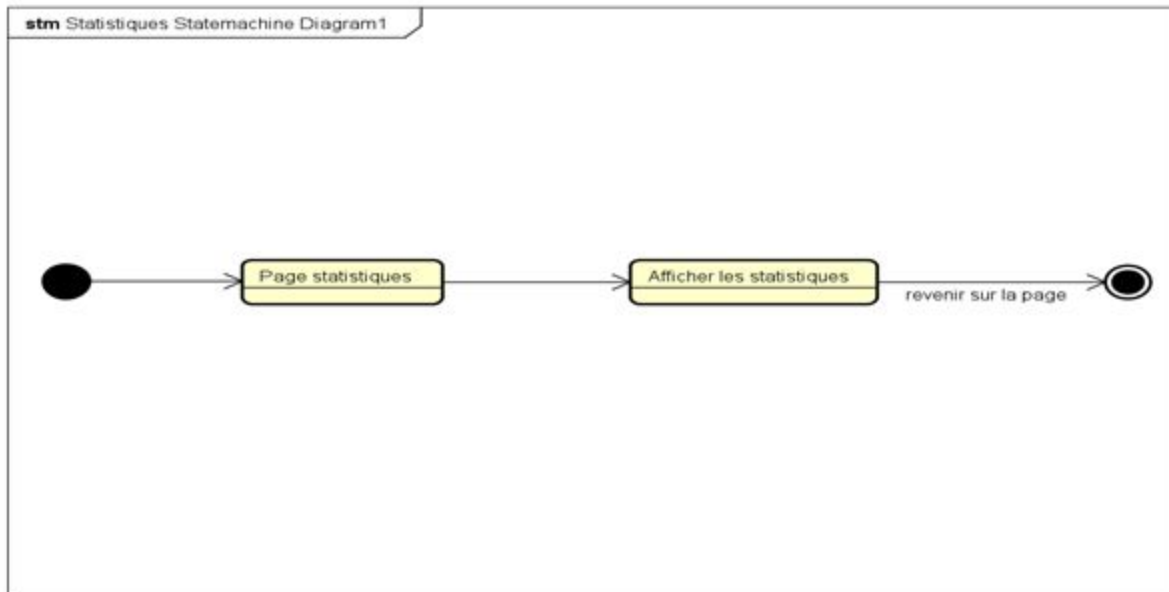 stm Statistiques Statemachine Diagram1
Page statistiques
Afficher les statistiques
revenir sur la page